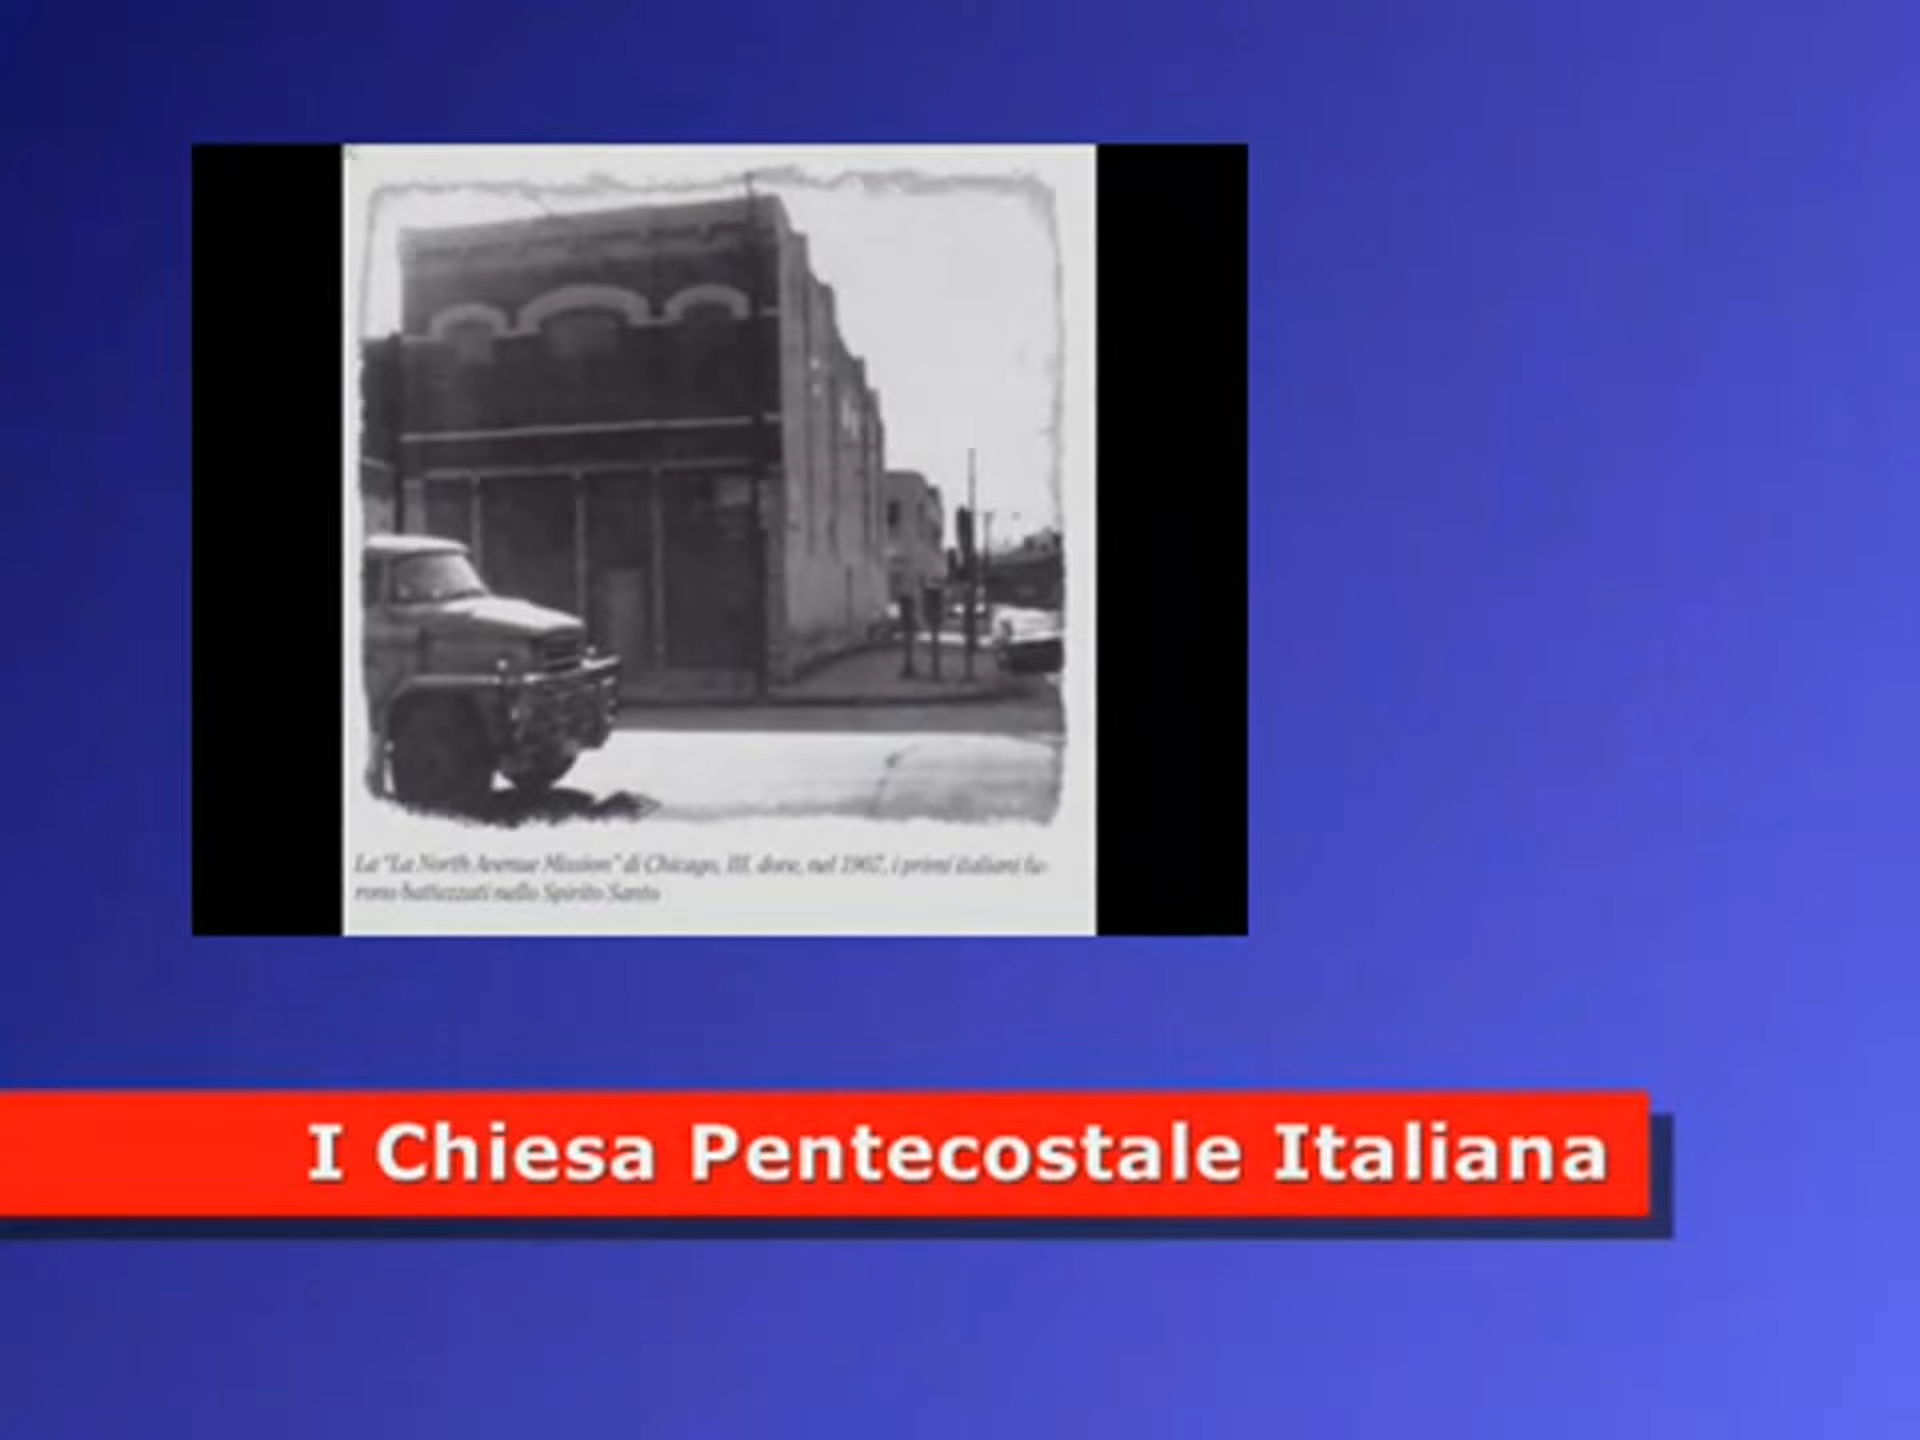 La "La North Avenue Mission" di Chicago, III. dove, nel 1907, i primi italiani fu-
rono battezzati nello Spirito Santo
I Chiesa Pentecostale Italiana